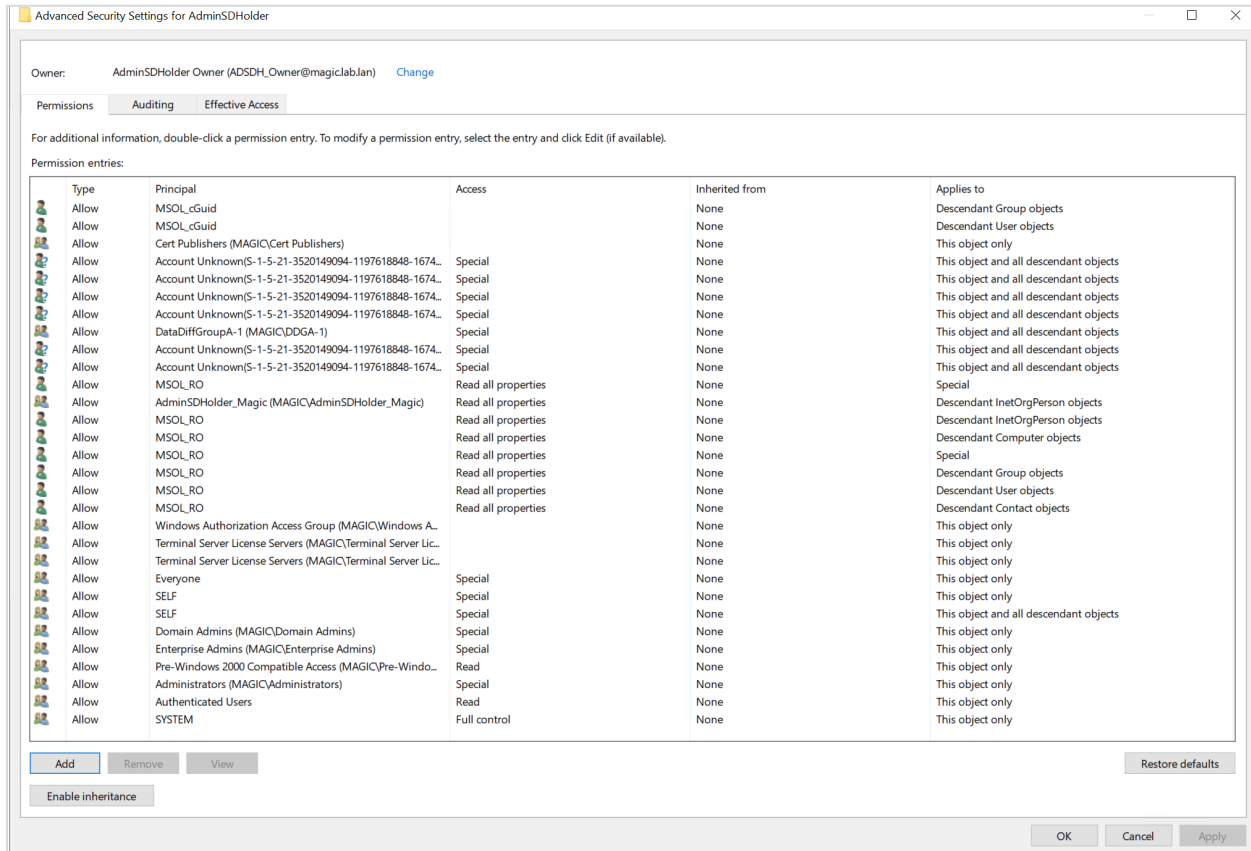 Advanced Security Settings for AdminSDHolder
Owner: AdminSDHolder Owner (ADSDH_Owner@magic.lab.lan) Change
Permissions Auditing Effective Access
For additional information, double-click a permission entry. To modify a permission entry, select the entry and click Edit (if available).
Permission entries:
Type Principal Access Inherited from Applies to
Allow MSOL_cGuid None Descendant Group objects
Allow MSOL_cGuid None Descendant User objects
Allow Cert Publishers (MAGIC\Cert Publishers) None This object only
Allow Account Unknown(S-1-5-21-3520149094-1197618848-1674... Special None This object and all descendant objects
Allow Account Unknown(S-1-5-21-3520149094-1197618848-1674... Special None This object and all descendant objects
Allow Account Unknown(S-1-5-21-3520149094-1197618848-1674... Special None This object and all descendant objects
Allow Account Unknown(S-1-5-21-3520149094-1197618848-1674... Special None This object and all descendant objects
Allow DataDiffGroupA-1 (MAGIC\DDGA-1) Special None This object and all descendant objects
Allow Account Unknown(S-1-5-21-3520149094-1197618848-1674... Special None This object and all descendant objects
Allow Account Unknown(S-1-5-21-3520149094-1197618848-1674... Special None This object and all descendant objects
Allow MSOL_RO Read all properties None Special
Allow AdminSDHolder_Magic (MAGIC\AdminSDHolder_Magic) Read all properties None Descendant InetOrgPerson objects
Allow MSOL_RO Read all properties None Descendant InetOrgPerson objects
Allow MSOL_RO Read all properties None Descendant Computer objects
Allow MSOL_RO Read all properties None Special
Allow MSOL_RO Read all properties None Descendant Group objects
Allow MSOL_RO Read all properties None Descendant User objects
Allow MSOL_RO Read all properties None Descendant Contact objects
Allow Windows Authorization Access Group (MAGIC\Windows A... None This object only
Allow Terminal Server License Servers (MAGIC\Terminal Server Lic... None This object only
Allow Terminal Server License Servers (MAGIC\Terminal Server Lic... None This object only
Allow Everyone Special None This object only
Allow SELF Special None This object only
Allow SELF Special None This object and all descendant objects
Allow Domain Admins (MAGIC\Domain Admins) Special None This object only
Allow Enterprise Admins (MAGIC\Enterprise Admins) Special None This object only
Allow Pre-Windows 2000 Compatible Access (MAGIC\Pre-Windo... Read None This object only
Allow Administrators (MAGIC\Administrators) Special None This object only
Allow Authenticated Users Read None This object only
Allow SYSTEM Full control None This object only
Add Remove View Restore defaults
Enable inheritance
OK Cancel Apply